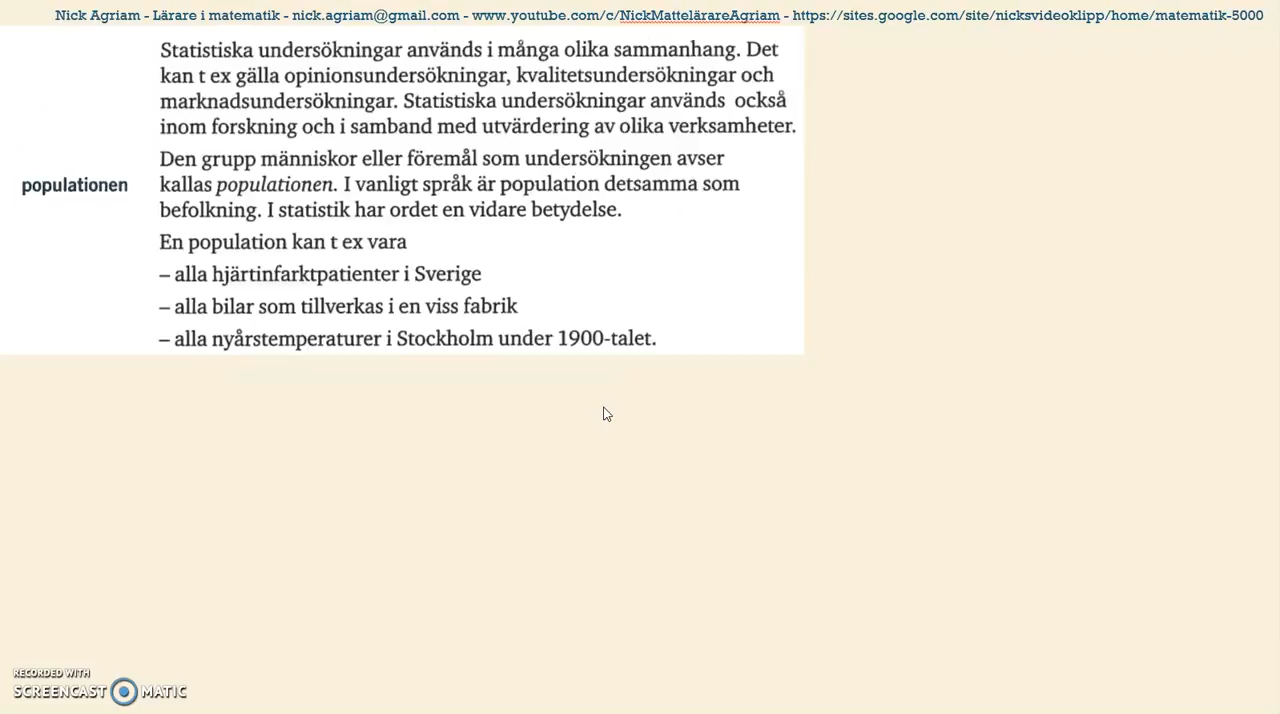 Nick Agriam - Lärare i matematik - nick.agriam@gmail.com - www.youtube.com/c/NickMattelärareAgriam - https://sites.google.com/site/nicksvideoklipp/home/matematik-5000
Statistiska undersökningar används i många olika sammanhang. Det
kan t ex gälla opinionsundersökningar, kvalitetsundersökningar och
marknadsundersökningar. Statistiska undersökningar används också
inom forskning och i samband med utvärdering av olika verksamheter.
Den grupp människor eller föremål som undersökningen avser
populationen kallas populationen. I vanligt språk är population detsamma som
befolkning. I statistik har ordet en vidare betydelse.
En population kan t ex vara
– alla hjärtinfarktpatienter i Sverige
– alla bilar som tillverkas i en viss fabrik
– alla nyårstemperaturer i Stockholm under 1900-talet.
RECORDED WITH
SCREENCAST MATIC